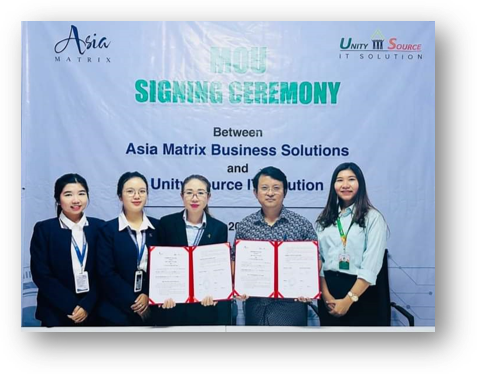 Asia
MATRIX
UNITY SOURCE
IT SOLUTION
MOU
SIGNING CEREMONY
Between
Asia Matrix Business Solutions
and
Unity Source IT Solution